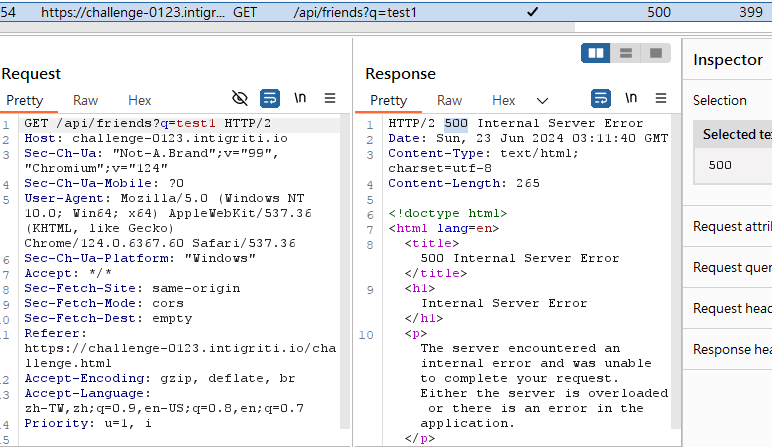 54 https://challenge-0123.intigr... GET /api/friends?q=test1 500 399
Request
Pretty Raw Hex \n
1 GET /api/friends?q=test1 HTTP/2
2 Host: challenge-0123.intigriti.io
3 Sec-Ch-Ua: "Not-A.Brand";v="99",
"Chromium";v="124"
4 Sec-Ch-Ua-Mobile: ?0
5 User-Agent: Mozilla/5.0 (Windows NT
10.0; Win64; x64) AppleWebKit/537.36
(KHTML, like Gecko)
Chrome/124.0.6367.60 Safari/537.36
6 Sec-Ch-Ua-Platform: "Windows"
7 Accept: */*
8 Sec-Fetch-Site: same-origin
9 Sec-Fetch-Mode: cors
0 Sec-Fetch-Dest: empty
1 Referer:
https://challenge-0123.intigriti.io/cha
llenge.html
2 Accept-Encoding: gzip, deflate, br
3 Accept-Language:
zh-TW,zh;q=0.9,en-US;q=0.8,en;q=0.7
4 Priority: u=1, i
5
Response
Pretty Raw Hex \n
1 HTTP/2 500 Internal Server Error
2 Date: Sun, 23 Jun 2024 03:11:40 GMT
3 Content-Type: text/html;
charset=utf-8
4 Content-Length: 265
5
6 <!doctype html>
7 <html lang=en>
8 <title>
500 Internal Server Error
</title>
9 <h1>
Internal Server Error
</h1>
10 <p>
The server encountered an
internal error and was unable
to complete your request.
Either the server is overloaded
or there is an error in the
application.
</p>
Inspector
Selection
Selected te
500
Request attri
Request quer
Request head
Response hea